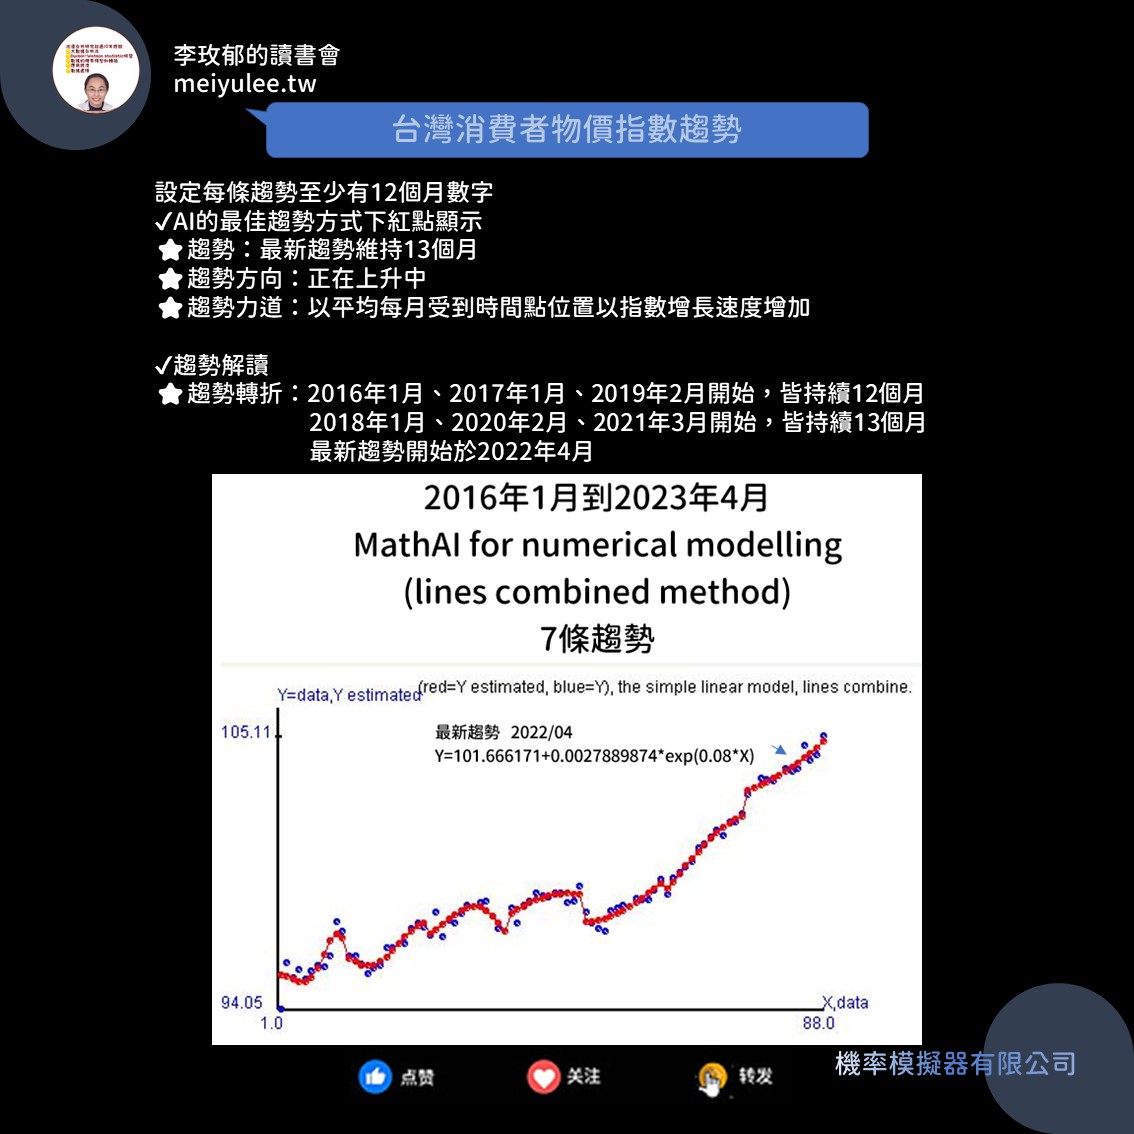 李玫郁的讀書會
meiyulee.tw
台灣消費者物價指數趨勢
設定每條趨勢至少有12個月數字
✓AI的最佳趨勢方式下紅點顯示
★趨勢：最新趨勢維持13個月
★趨勢方向：正在上升中
★趨勢力道：以平均每月受到時間點位置以指數增長速度增加
✓趨勢解讀
★趨勢轉折：2016年1月、2017年1月、2019年2月開始，皆持續12個月
2018年1月、2020年2月、2021年3月開始，皆持續13個月
最新趨勢開始於2022年4月
2016年1月到2023年4月
MathAI for numerical modelling
(lines combined method)
7條趨勢
Y=data,Y estimated
(red=Y estimated, blue=Y), the simple linear model, lines combine.
105.11
最新趨勢 2022/04
Y=101.666171+0.0027889874*exp(0.08*X)
94.05
X,data
1.0
88.0
点赞
关注
转发
機率模擬器有限公司